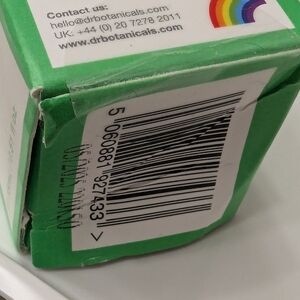 Contact us:
hello@drbotanicals.com
UK: +44 (0) 20 7278 2011
www.drbotanicals.com
5 060881 927433 >